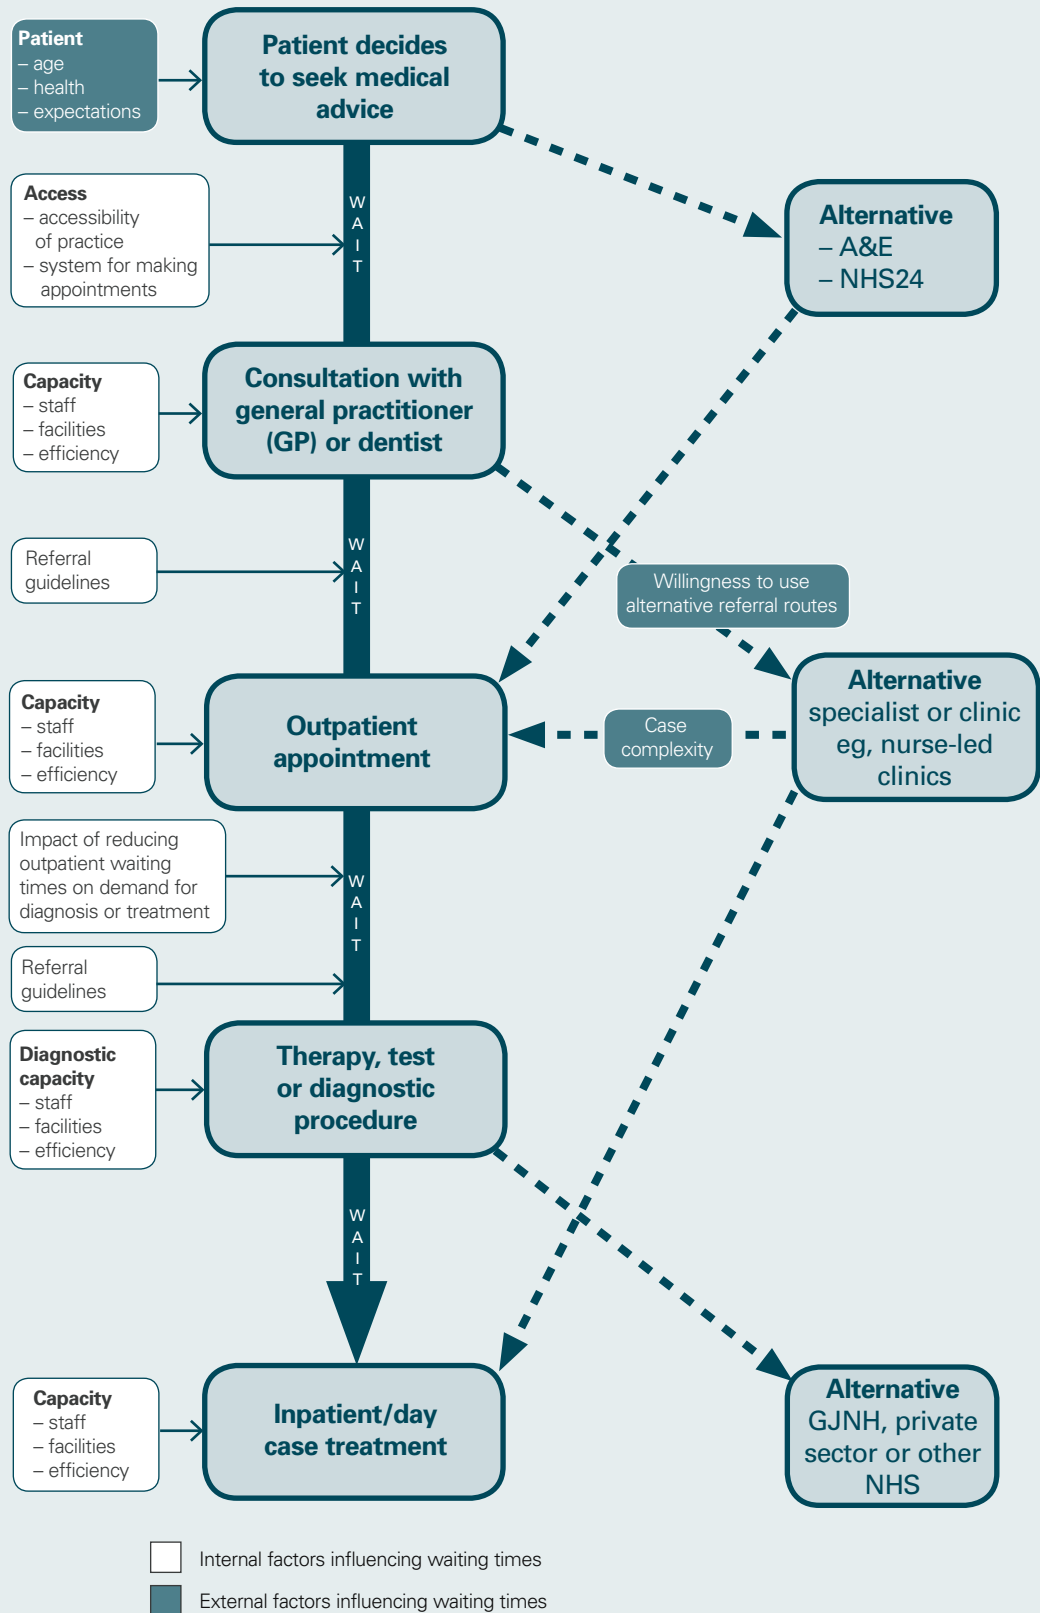 Patient
– age
– health
– expectations
Patient decides
to seek medical
advice
WAIT
Access
– accessibility
of practice
– system for making
appointments
Alternative
– A&E
– NHS24
Capacity
– staff
– facilities
– efficiency
Consultation with
general practitioner
(GP) or dentist
WAIT
Referral
guidelines
Willingness to use
alternative referral routes
Capacity
– staff
– facilities
– efficiency
Outpatient
appointment
Case
complexity
Alternative
specialist or clinic
eg, nurse-led
clinics
Impact of reducing
outpatient waiting
times on demand for
diagnosis or treatment
WAIT
Referral
guidelines
Diagnostic
capacity
– staff
– facilities
– efficiency
Therapy, test
or diagnostic
procedure
WAIT
Capacity
– staff
– facilities
– efficiency
Inpatient/day
case treatment
Alternative
GJNH, private
sector or other
NHS
Internal factors influencing waiting times
External factors influencing waiting times